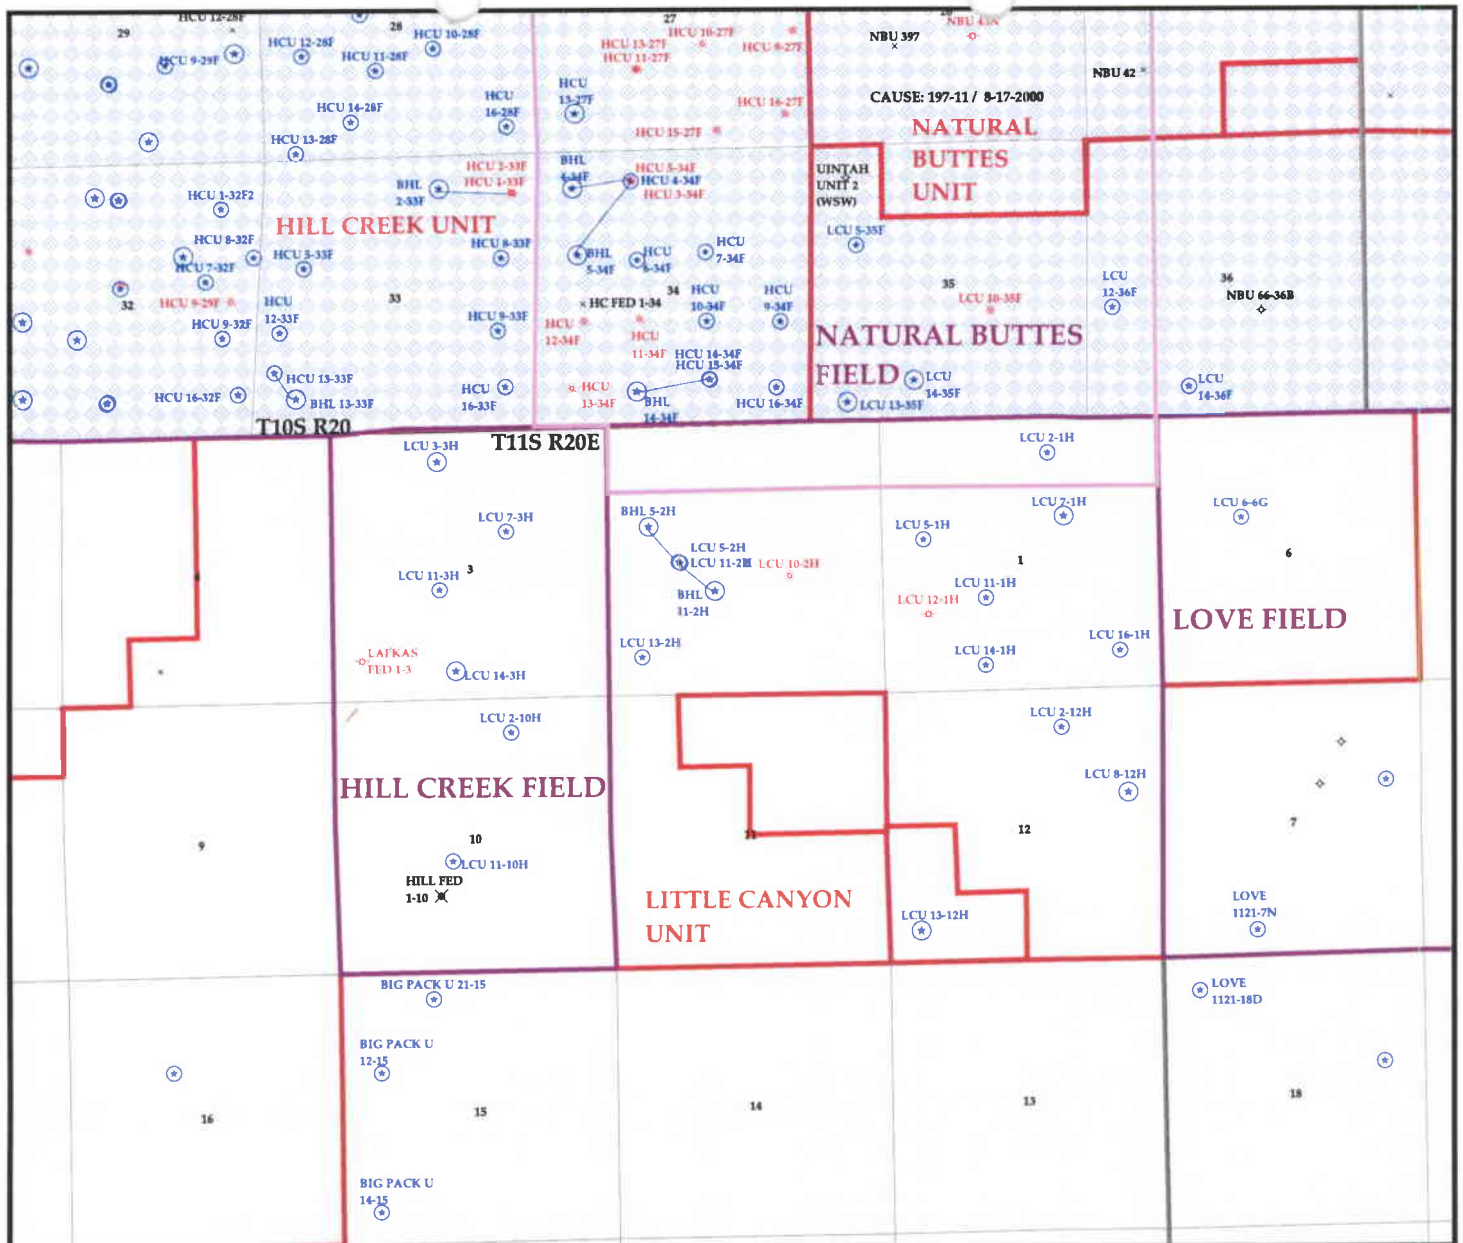 29
HCU 12-28F
28
HCU 10-28F
HCU 9-29F
HCU 12-28F
HCU 11-28F
HCU 14-28F
HCU 13-28F
HCU
16-28F
27
HCU 10-27F
HCU 13-27F
HCU 11-27F
HCU 8-27F
HCU
13-27F
HCU 16-27F
HCU 15-27F
NBU 43A
NBU 397
NBU 42
CAUSE: 197-11 / 8-17-2000
NATURAL
BUTTES
UNIT
UINTAH
UNIT 2
(WSW)
HCU 2-33F
HCU 1-33F
BHL
2-33F
BHL
4-34F
HCU 5-34F
HCU 4-34F
HCU 3-34F
HCU 1-32F2
HILL CREEK UNIT
HCU 8-32F
HCU 7-32F
HCU 5-33F
HCU 8-33F
BHL
5-34F
HCU
6-34F
HCU
7-34F
LCU 5-35F
32
HCU 9-29F
HCU 9-32F
HCU
12-33F
33
HCU 9-33F
HC FED 1-34
34
HCU
10-34F
HCU
9-34F
HCU
12-34F
HCU
11-34F
35
LCU 10-35F
LCU
12-36F
36
NBU 66-36B
NATURAL BUTTES
FIELD
HCU 14-34F
HCU 15-34F
HCU 13-33F
BHL 13-33F
HCU 16-32F
HCU
16-33F
HCU
13-34F
BHL
14-34F
HCU 16-34F
LCU
14-35F
LCU 13-35F
LCU
14-36F
T10S R20
T11S R20E
LCU 3-3H
LCU 2-1H
LCU 7-3H
BHL 5-2H
LCU 5-1H
LCU 7-1H
LCU 6-6G
LCU 5-2H
LCU 11-2H
LCU 10-2H
LCU 11-3H
3
BHL
11-2H
1
6
LCU 11-1H
LCU 12-1H
LOVE FIELD
LCU 13-2H
LCU 14-1H
LCU 16-1H
LAFKAS
FED 1-3
LCU 14-3H
LCU 2-10H
LCU 2-12H
HILL CREEK FIELD
LCU 8-12H
9
10
LCU 11-10H
HILL FED
1-10
11
12
7
LITTLE CANYON
UNIT
LCU 13-12H
LOVE
1121-7N
BIG PACK U 21-15
LOVE
1121-18D
BIG PACK U
12-15
16
15
14
13
18
BIG PACK U
14-15